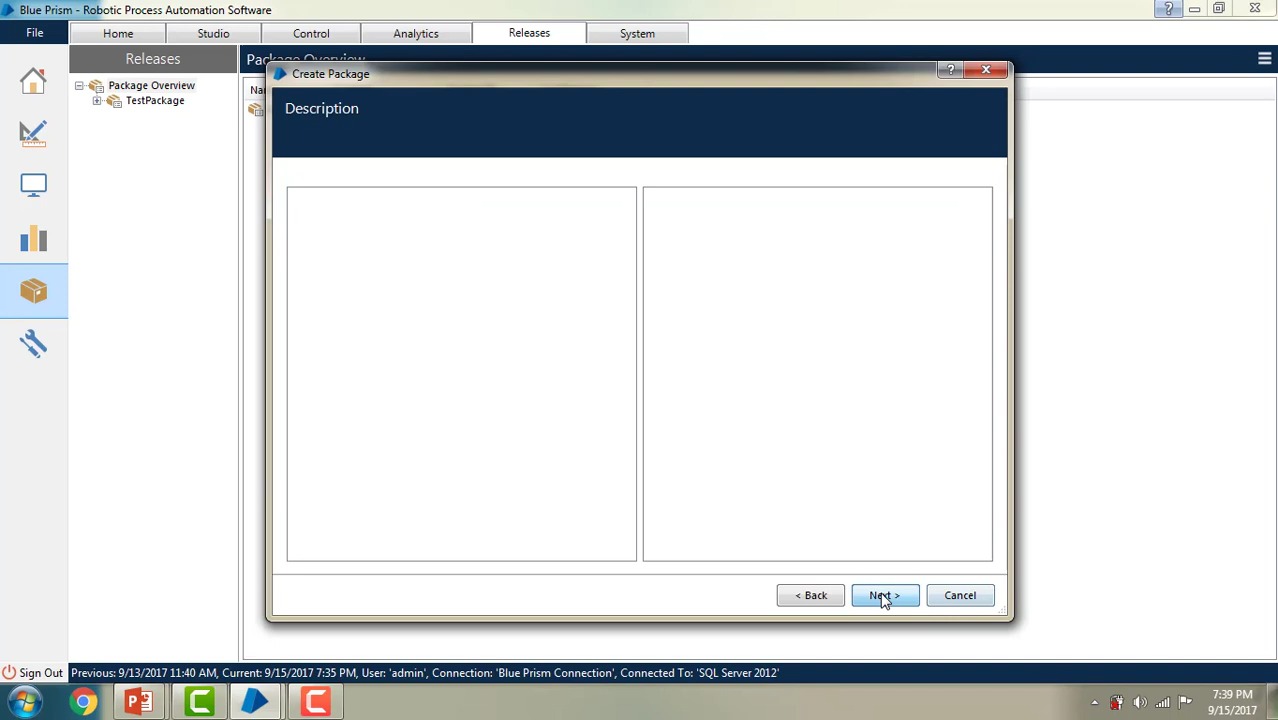 Blue Prism - Robotic Process Automation Software
File
Home
Studio
Control
Analytics
Releases
System
Releases
Package Overview
Package Overview
TestPackage
Create Package
Description
< Back
Next >
Cancel
Sign Out
Previous: 9/13/2017 11:40 AM, Current: 9/15/2017 7:35 PM, User: 'admin', Connection: 'Blue Prism Connection', Connected To: 'SQL Server 2012'
7:39 PM
9/15/2017